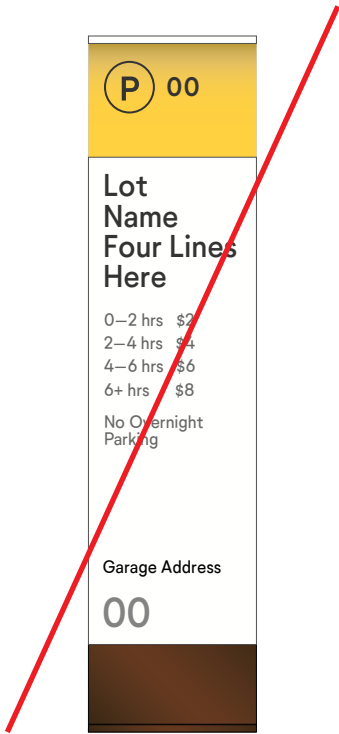 P 00
Lot
Name
Four Lines
Here
0–2 hrs $2
2–4 hrs $4
4–6 hrs $6
6+ hrs $8
No Overnight
Parking
Garage Address
00